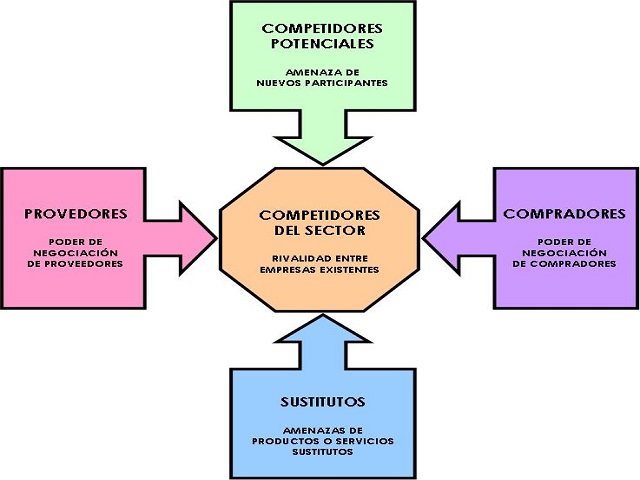 COMPETIDORES
POTENCIALES
AMENAZA DE
NUEVOS PARTICIPANTES
PROVEDORES
PODER DE
NEGOCIACIÓN
DE PROVEEDORES
COMPETIDORES
DEL SECTOR
RIVALIDAD ENTRE
EMPRESAS EXISTENTES
COMPRADORES
PODER DE
NEGOCIACIÓN
DE COMPRADORES
SUSTITUTOS
AMENAZAS DE
PRODUCTOS O SERVICIOS
SUSTITUTOS